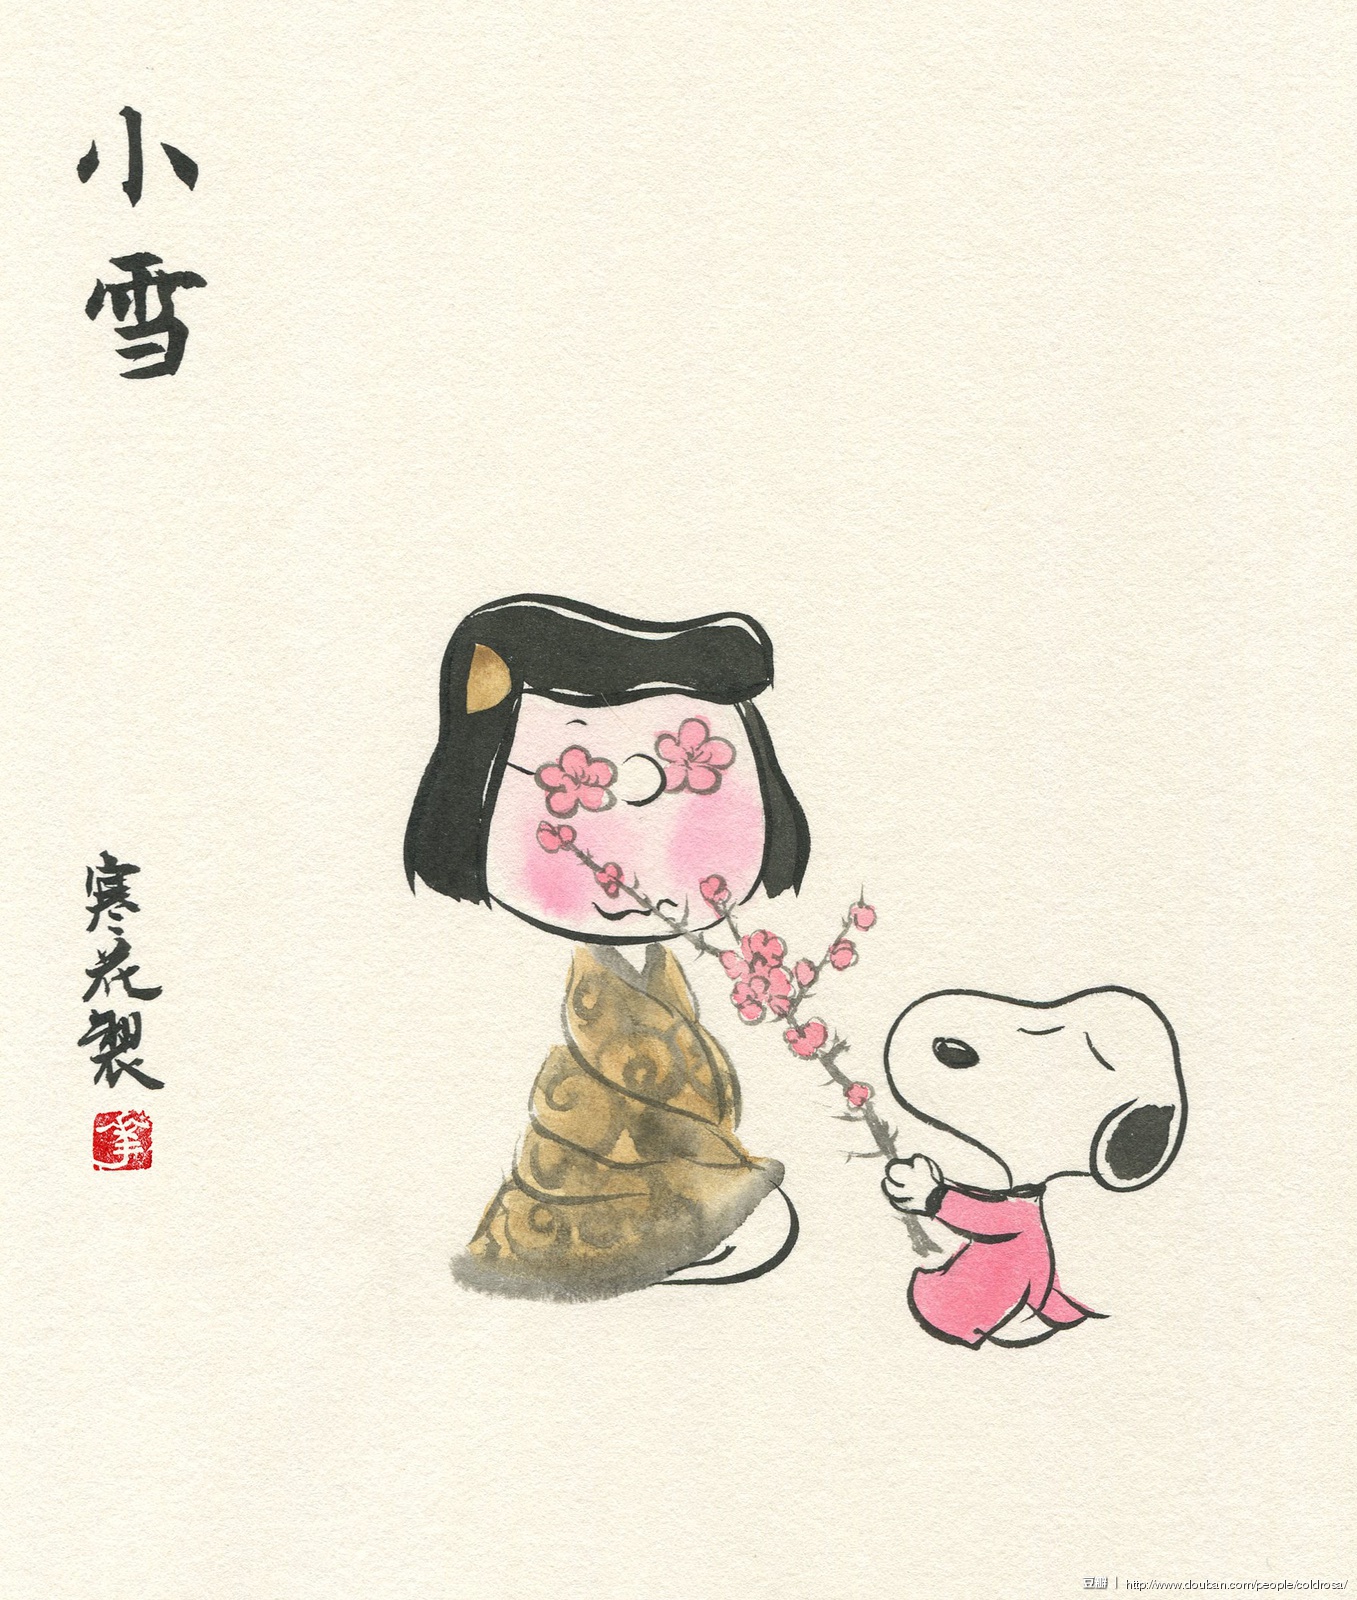 小雪
寒花製
豆瓣 | http://www.douban.com/people/coldrosa/